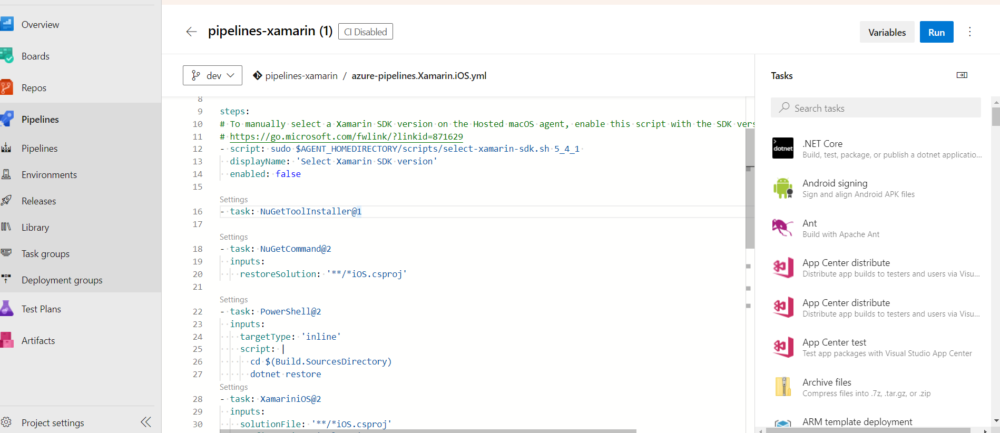 Overview
Boards
Repos
Pipelines
Pipelines
Environments
Releases
Library
Task groups
Deployment groups
Test Plans
Artifacts
Project settings
pipelines-xamarin (1)
CI Disabled
Variables
Run
dev
pipelines-xamarin / azure-pipelines.Xamarin.iOS.yml
8
9 steps:
10 # To manually select a Xamarin SDK version on the Hosted macOS agent, enable this script with the SDK vers
11 # https://go.microsoft.com/fwlink/?linkid=871629
12 - script: sudo $AGENT_HOMEDIRECTORY/scripts/select-xamarin-sdk.sh 5_4_1
13   displayName: 'Select Xamarin SDK version'
14   enabled: false
15
Settings
16 - task: NuGetToolInstaller@1
17
Settings
18 - task: NuGetCommand@2
19   inputs:
20     restoreSolution: '**/*iOS.csproj'
21
Settings
22 - task: PowerShell@2
23   inputs:
24     targetType: 'inline'
25     script: |
26       cd $(Build.SourcesDirectory)
27       dotnet restore
Settings
28 - task: XamariniOS@2
29   inputs:
30     solutionFile: '**/*iOS.csproj'
Tasks
Search tasks
dotnet
.NET Core
Build, test, package, or publish a dotnet applicatio...
Android signing
Sign and align Android APK files
Ant
Build with Apache Ant
App Center distribute
Distribute app builds to testers and users via Visu...
App Center distribute
Distribute app builds to testers and users via Visu...
App Center test
Test app packages with Visual Studio App Center
Archive files
Compress files into .7z, .tar.gz, or .zip
ARM template deployment